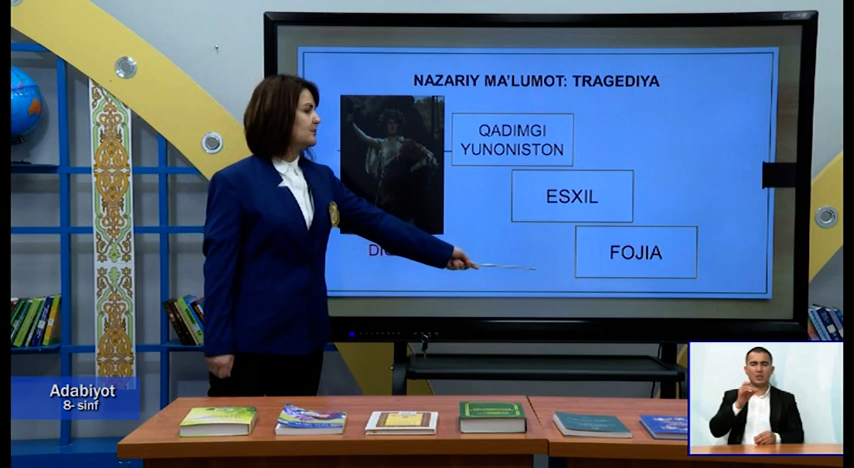 NAZARIY MA'LUMOT: TRAGEDIYA
QADIMGI
YUNONISTON
ESXIL
FOJIA
Adabiyot
8- sinf